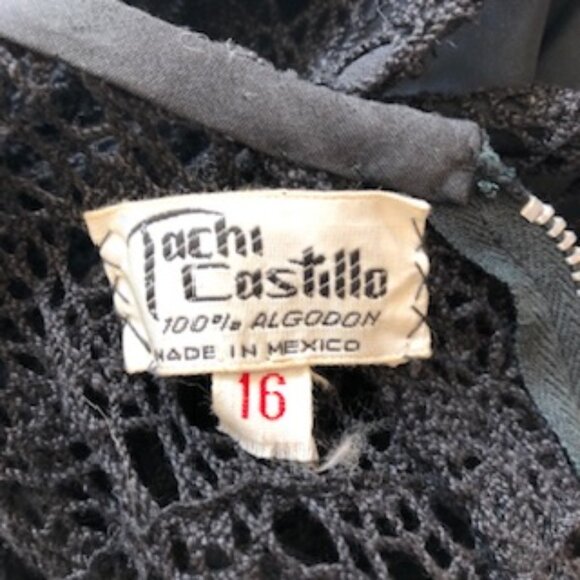 Tachi
Castillo
100% ALGODON
MADE IN MEXICO
16